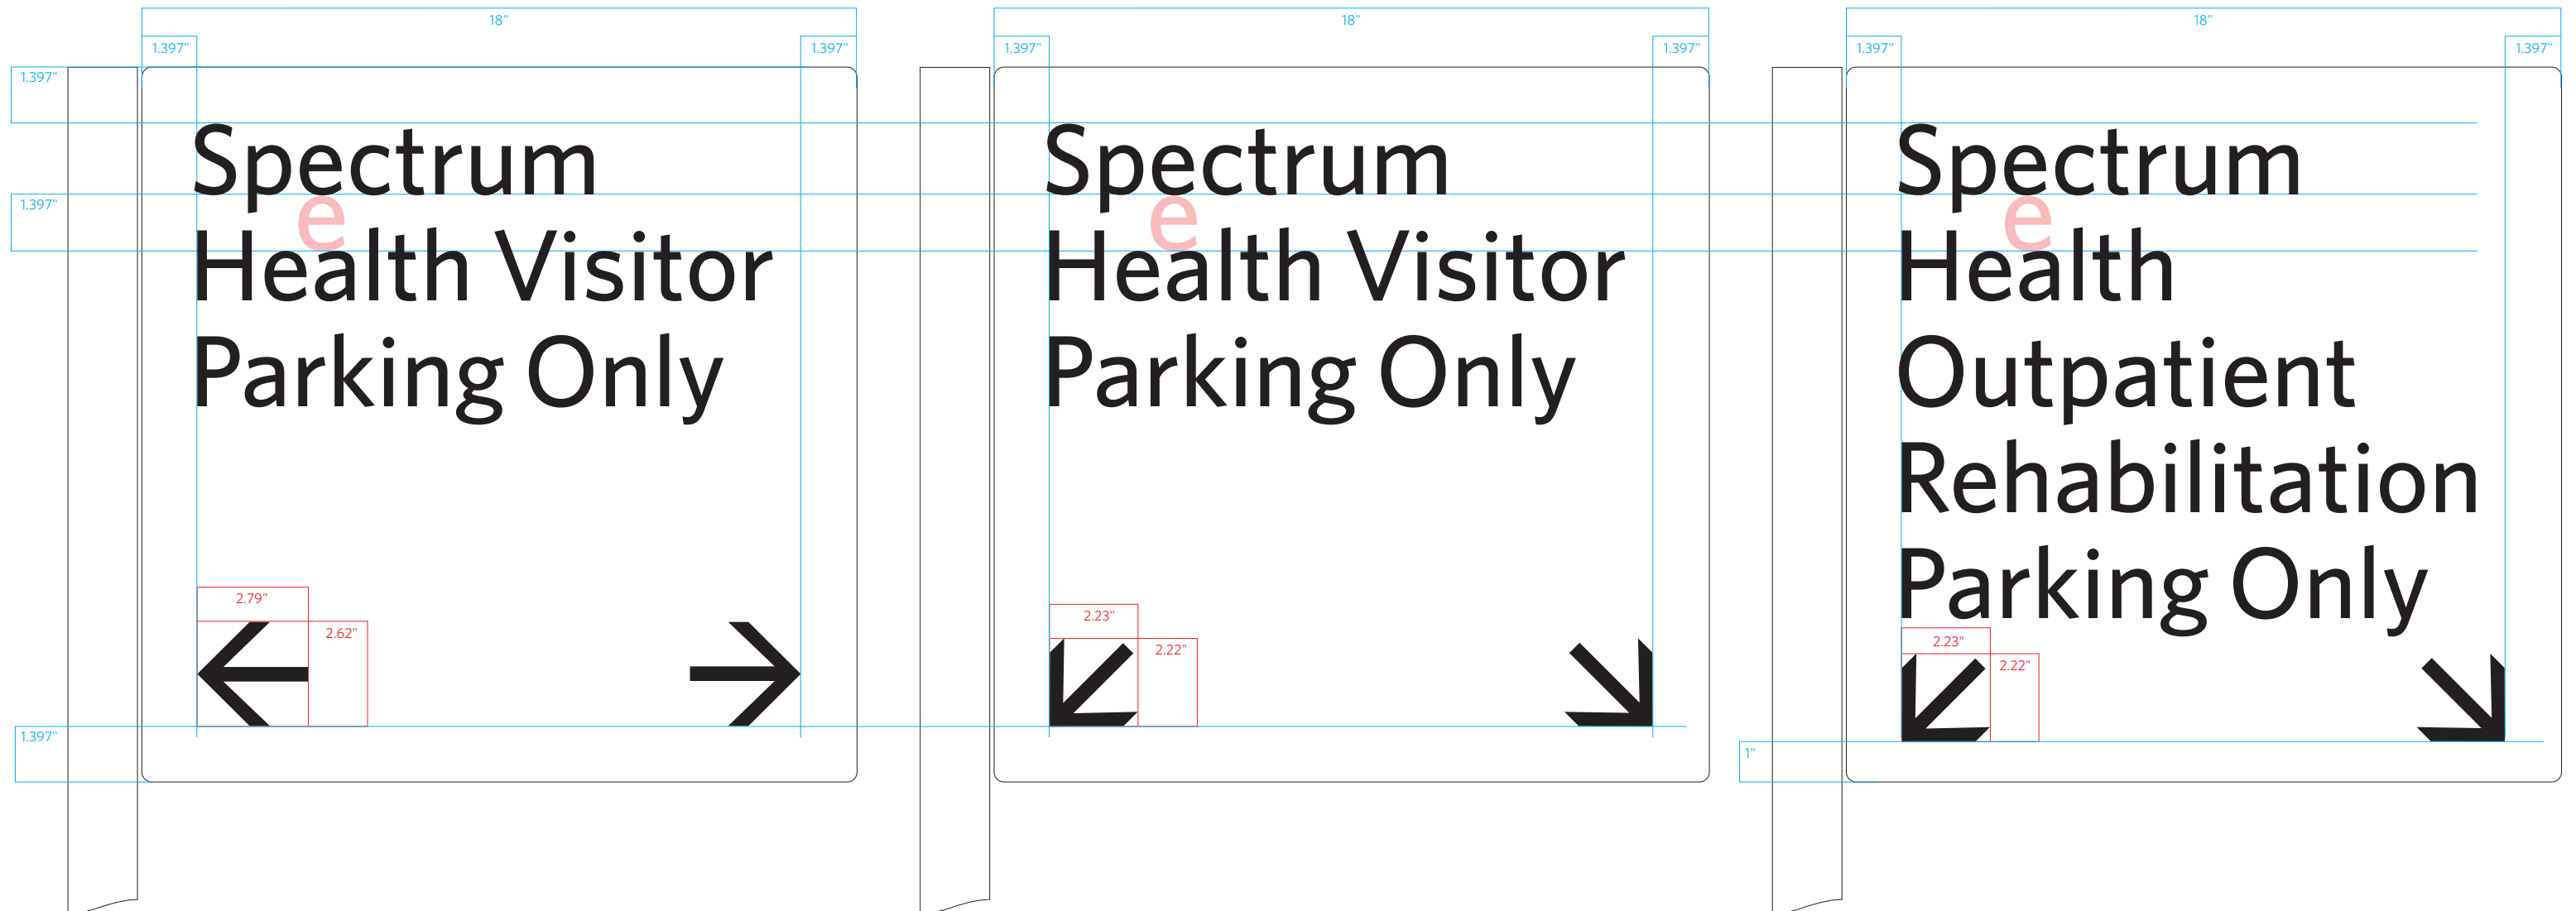 18"
1.397"
1.397"
1.397"
Spectrum
1.397"
e
Health Visitor
Parking Only
2.79"
2.62"
1.397"
18"
1.397"
1.397"
Spectrum
e
Health Visitor
Parking Only
2.23"
2.22"
18"
1.397"
1.397"
Spectrum
e
Health
Outpatient
Rehabilitation
Parking Only
2.23"
2.22"
1"